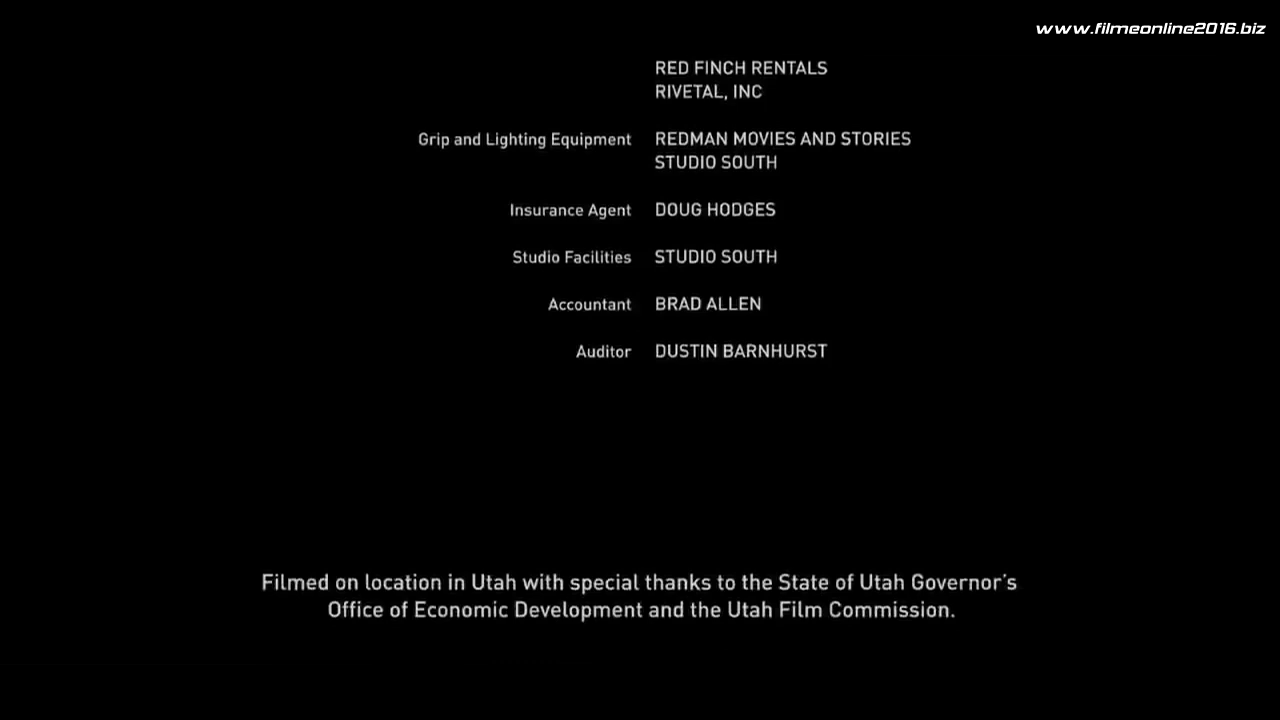 www.filmeonline2016.biz
RED FINCH RENTALS
RIVETAL, INC
Grip and Lighting Equipment REDMAN MOVIES AND STORIES
STUDIO SOUTH
Insurance Agent DOUG HODGES
Studio Facilities STUDIO SOUTH
Accountant BRAD ALLEN
Auditor DUSTIN BARNHURST
Filmed on location in Utah with special thanks to the State of Utah Governor's
Office of Economic Development and the Utah Film Commission.